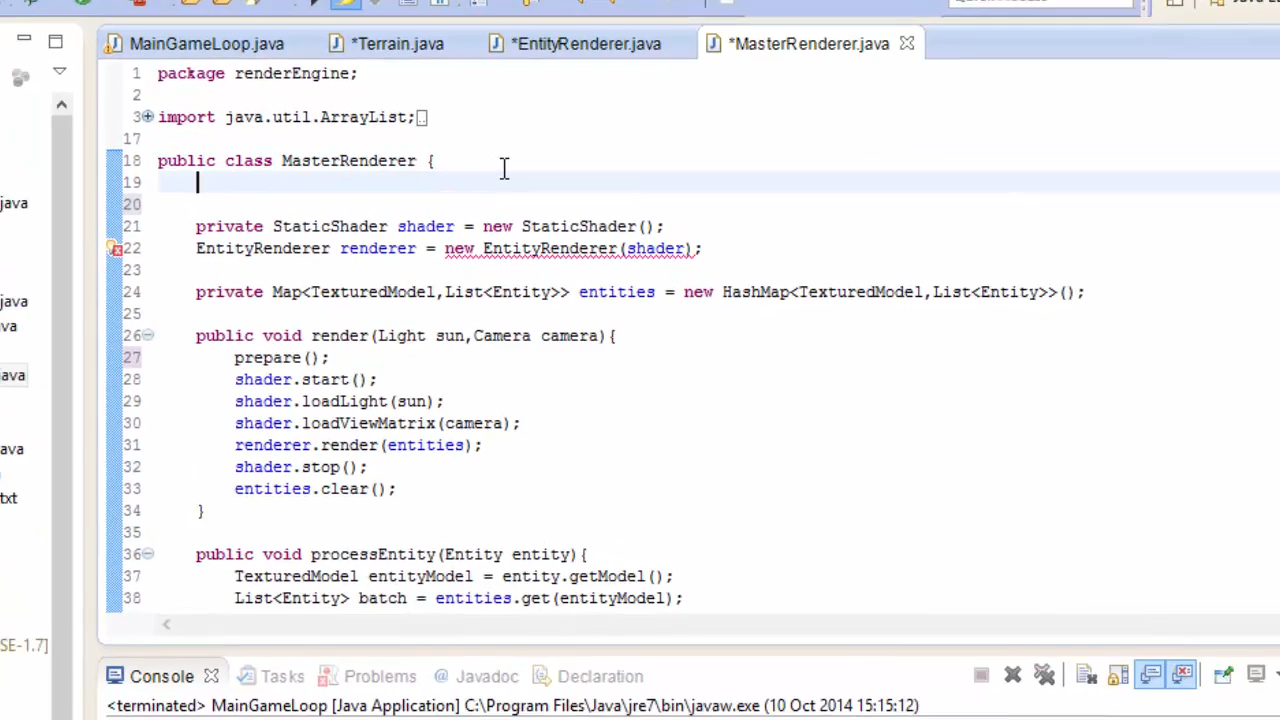 MainGameLoop.java
*Terrain.java
*EntityRenderer.java
*MasterRenderer.java
1 package renderEngine;
2
3 import java.util.ArrayList;
17
18 public class MasterRenderer {
19
20
21 private StaticShader shader = new StaticShader();
22 EntityRenderer renderer = new EntityRenderer(shader);
23
24 private Map<TexturedModel,List<Entity>> entities = new HashMap<TexturedModel,List<Entity>>();
25
26 public void render(Light sun,Camera camera){
27 prepare();
28 shader.start();
29 shader.loadLight(sun);
30 shader.loadViewMatrix(camera);
31 renderer.render(entities);
32 shader.stop();
33 entities.clear();
34 }
35
36 public void processEntity(Entity entity){
37 TexturedModel entityModel = entity.getModel();
38 List<Entity> batch = entities.get(entityModel);
java
java
va
java
ava
txt
SE-1.7]
Console
Tasks
Problems
@ Javadoc
Declaration
<terminated> MainGameLoop [Java Application] C:\Program Files\Java\jre7\bin\javaw.exe (10 Oct 2014 15:15:12)